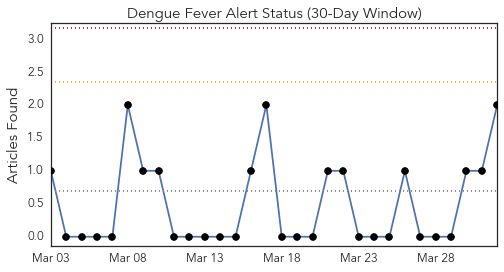 Dengue Fever Alert Status (30-Day Window)
Articles Found
3.0
2.5
2.0
1.5
1.0
0.5
0.0
Mar 03 Mar 08 Mar 13 Mar 18 Mar 23 Mar 28